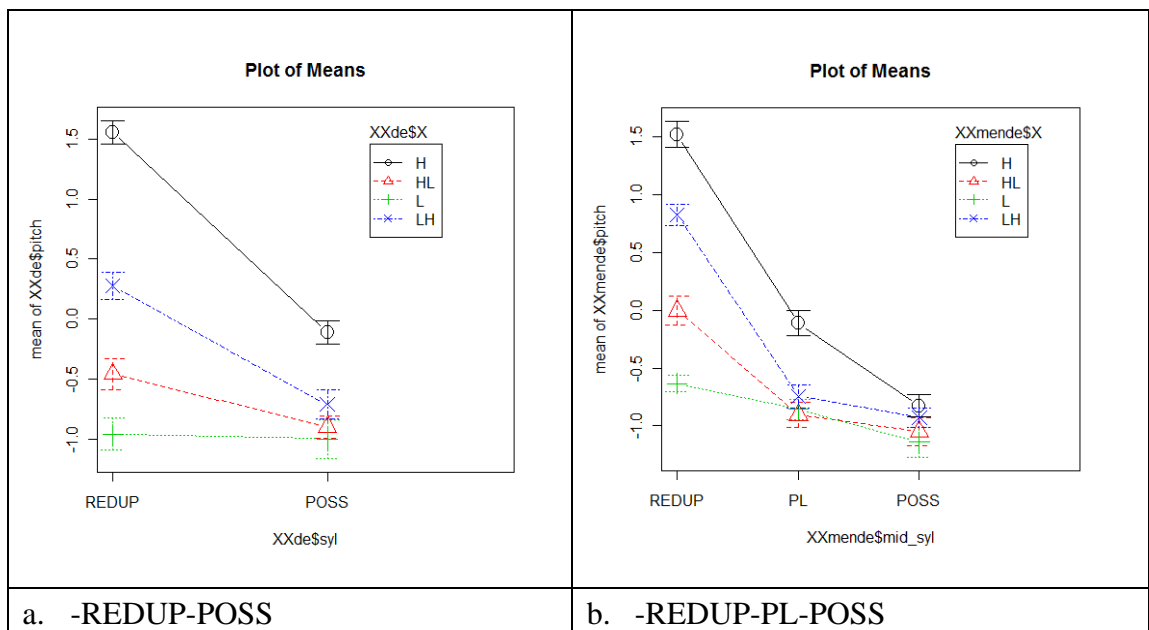 Plot of Means
XXde$X
H
HL
L
LH
mean of XXde$pitch
1.5
1.0
0.5
0.0
-0.5
-1.0
REDUP POSS
XXde$syl
a. -REDUP-POSS
Plot of Means
XXmende$X
H
HL
L
LH
mean of XXmende$pitch
1.5
1.0
0.5
0.0
-0.5
-1.0
REDUP PL POSS
XXmende$mid_syl
b. -REDUP-PL-POSS